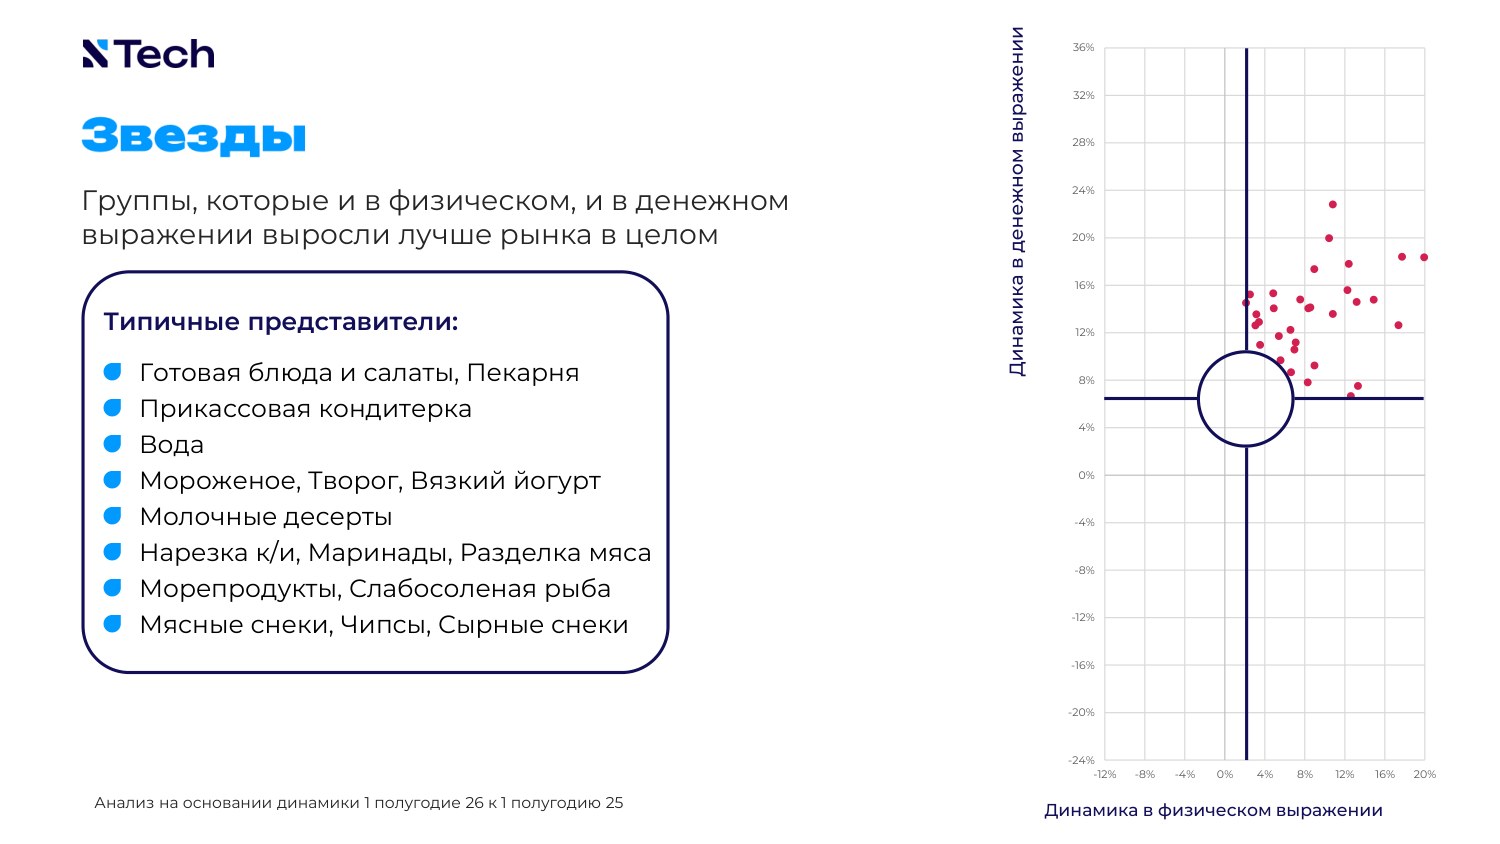 Tech
Звезды
Группы, которые и в физическом, и в денежном
выражении выросли лучше рынка в целом
Типичные представители:
Готовая блюда и салаты, Пекарня
Прикассовая кондитерка
Вода
Мороженое, Творог, Вязкий йогурт
Молочные десерты
Нарезка к/и, Маринады, Разделка мяса
Морепродукты, Слабосоленая рыба
Мясные снеки, Чипсы, Сырные снеки
Анализ на основании динамики 1 полугодие 26 к 1 полугодию 25
Динамика в денежном выражении
36%
32%
28%
24%
20%
16%
12%
8%
4%
0%
-4%
-8%
-12%
-16%
-20%
-24%
-12% -8% -4% 0% 4% 8% 12% 16% 20%
Динамика в физическом выражении